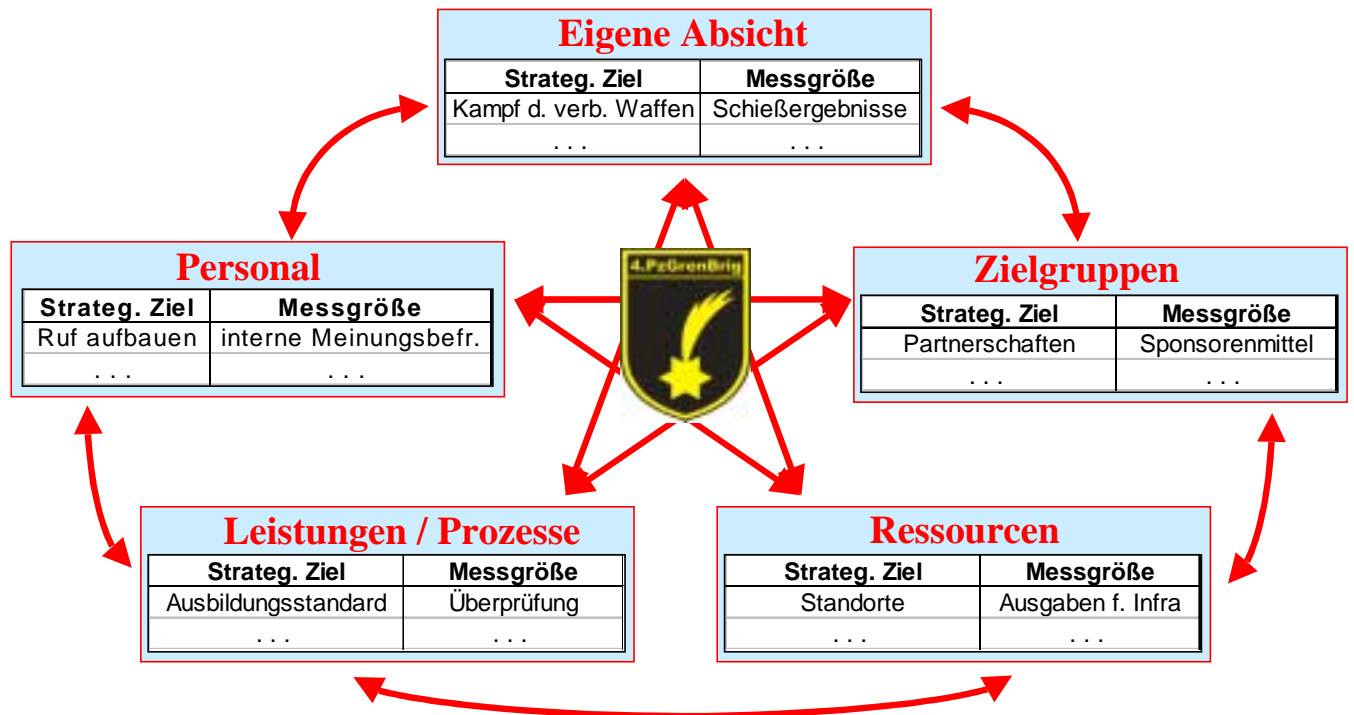 Eigene Absicht
Strateg. Ziel Messgröße
Kampf d. verb. Waffen Schießergebnisse
. . . . . .
Personal
Strateg. Ziel Messgröße
Ruf aufbauen interne Meinungsbefr.
. . . . . .
4.PzGrenBrig
Zielgruppen
Strateg. Ziel Messgröße
Partnerschaften Sponsorenmittel
. . . . . .
Leistungen / Prozesse
Strateg. Ziel Messgröße
Ausbildungsstandard Überprüfung
. . . . . .
Ressourcen
Strateg. Ziel Messgröße
Standorte Ausgaben f. Infra
. . . . . .